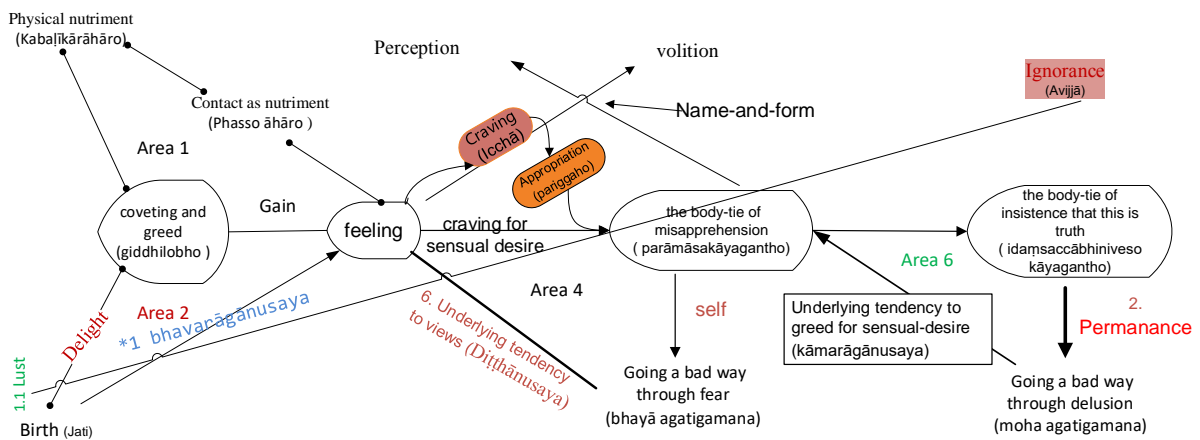 Physical nutriment
(Kabaḷīkārāhāro)
Perception
volition
Ignorance
(Avijjā)
Contact as nutriment
(Phasso āhāro )
Name-and-form
Area 1
Craving
(Icchā)
Appropriation
(pariggaho)
coveting and
greed
(giddhilobho )
Gain
feeling
craving for
sensual desire
the body-tie of
misapprehension
(parāmāsakāyagantho)
the body-tie of
insistence that this is
truth
( idaṃsaccābhiniveso
kāyagantho)
Area 6
Area 2
*1 bhavarāgānusaya
Delight
Area 4
6. Underlying tendency
to views (Diṭṭhānusaya)
self
Underlying tendency to
greed for sensual-desire
(kāmarāgānusaya)
2.
Permanance
1.1 Lust
Going a bad way
through fear
(bhayā agatigamana)
Going a bad way
through delusion
(moha agatigamana)
Birth (Jati)